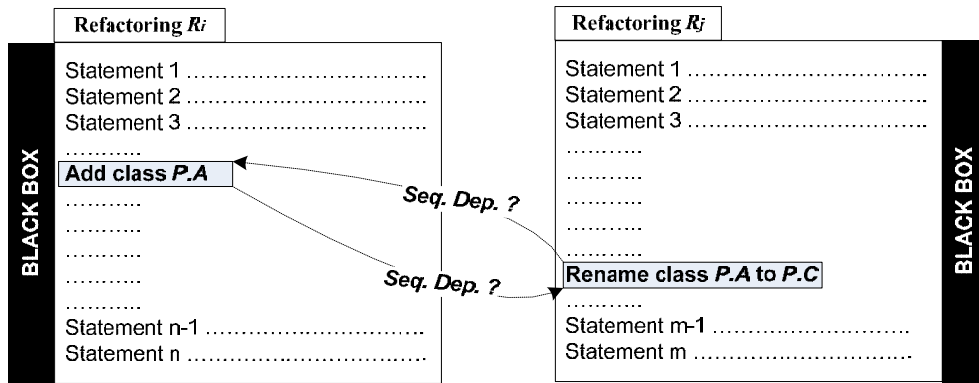 Refactoring Ri
BLACK BOX
Statement 1 ..................................
Statement 2 ..................................
Statement 3 ..................................
..........
Add class P.A
..........
..........
..........
..........
..........
Statement n-1 ..................................
Statement n ..................................
Seq. Dep. ?
Seq. Dep. ?
Refactoring Rj
Statement 1 ..................................
Statement 2 ..................................
Statement 3 ..................................
..........
..........
..........
..........
..........
Rename class P.A to P.C
..........
Statement m-1 ..................................
Statement m ..................................
BLACK BOX